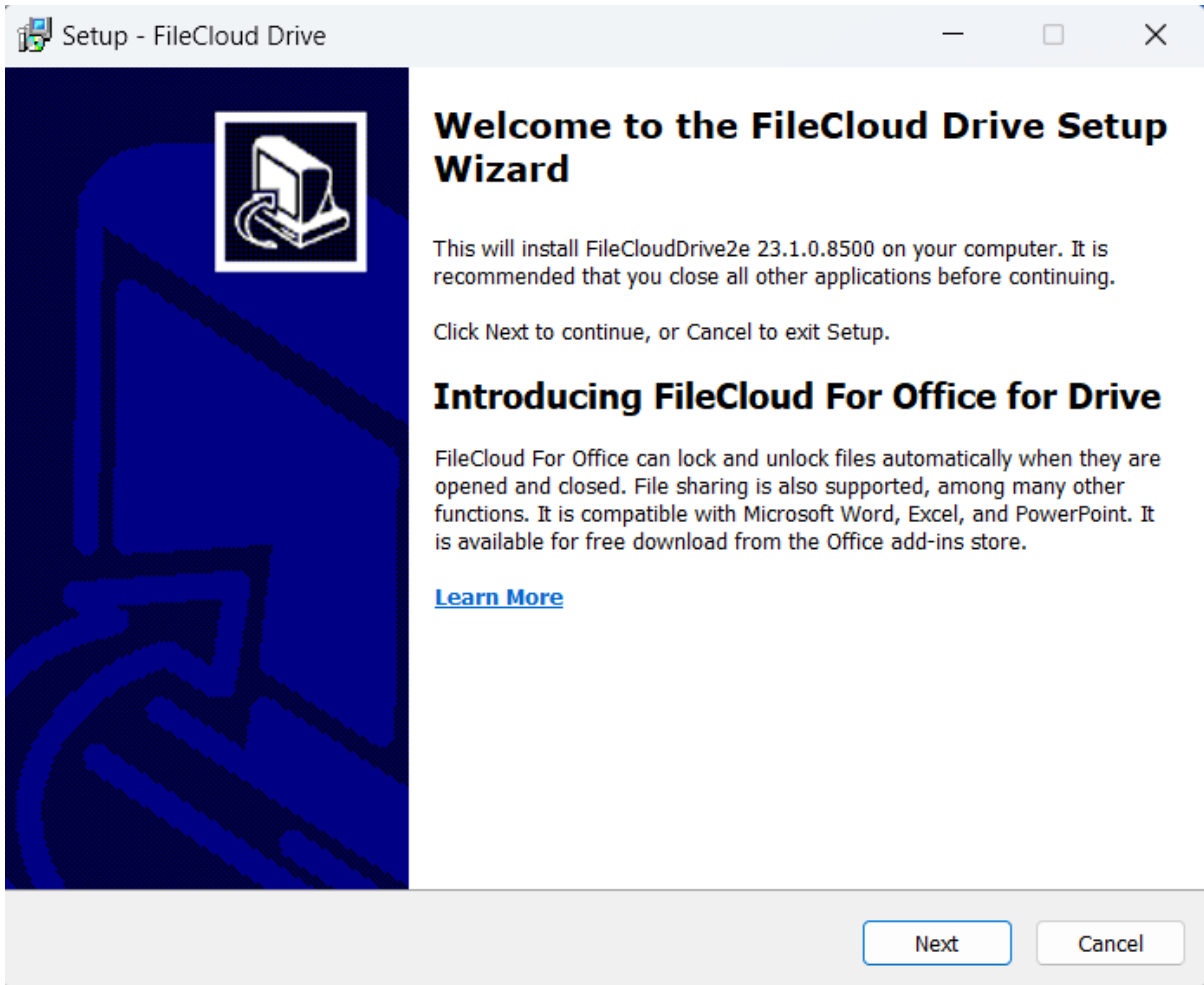 Setup - FileCloud Drive
Welcome to the FileCloud Drive Setup
Wizard
This will install FileCloudDrive2e 23.1.0.8500 on your computer. It is
recommended that you close all other applications before continuing.
Click Next to continue, or Cancel to exit Setup.
Introducing FileCloud For Office for Drive
FileCloud For Office can lock and unlock files automatically when they are
opened and closed. File sharing is also supported, among many other
functions. It is compatible with Microsoft Word, Excel, and PowerPoint. It
is available for free download from the Office add-ins store.
Learn More
Next Cancel